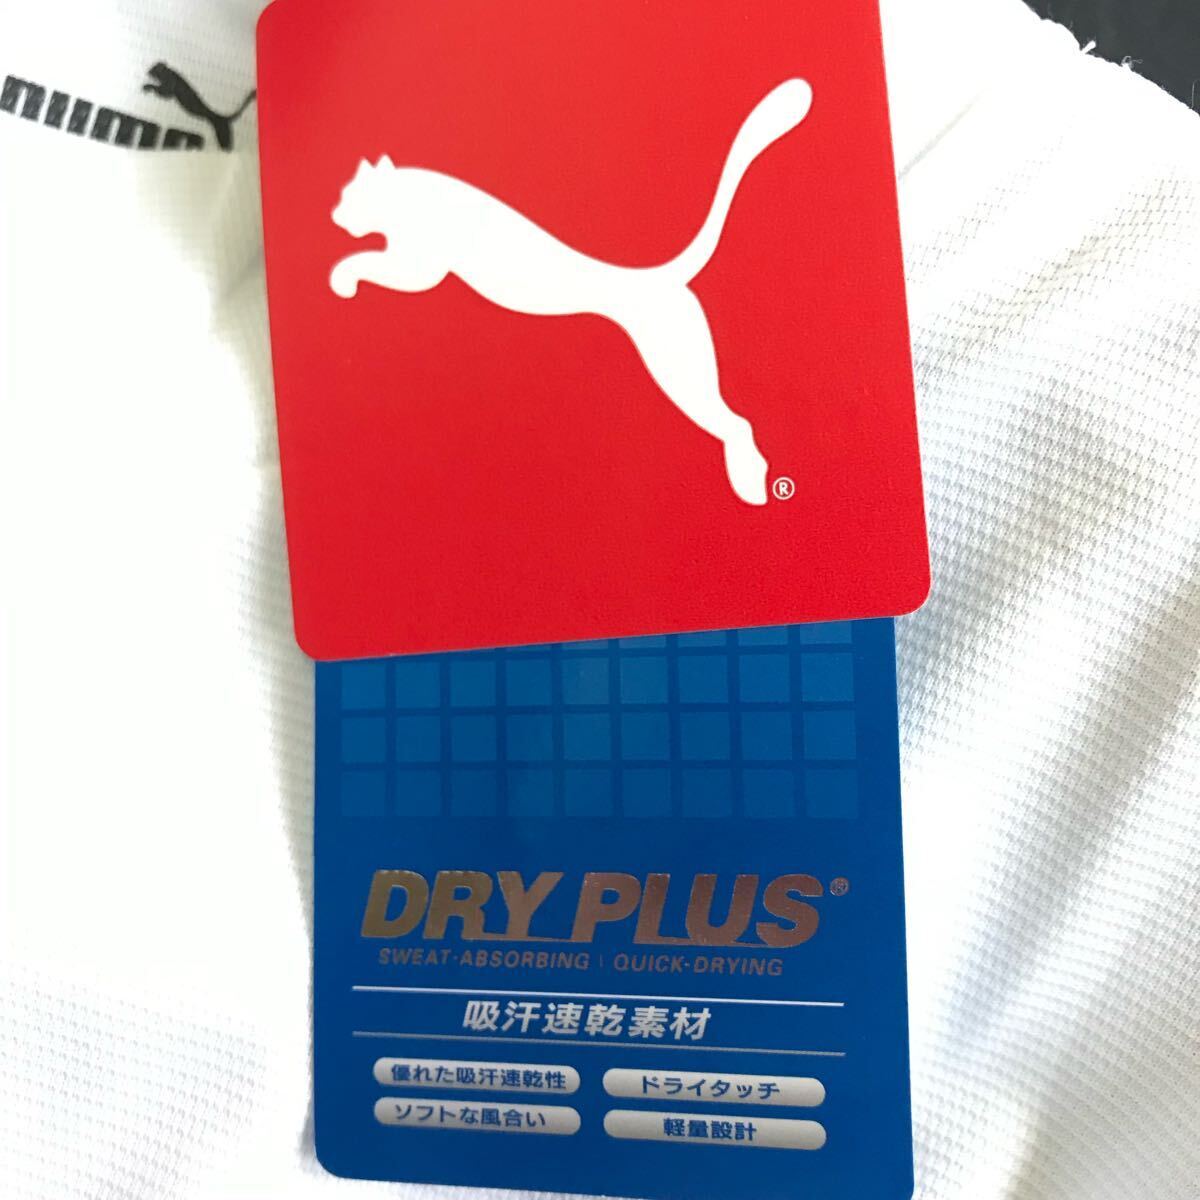 ®
DRY PLUS®
SWEAT-ABSORBING | QUICK-DRYING
吸汗速乾素材
優れた吸汗速乾性
ドライタッチ
ソフトな風合い
軽量設計